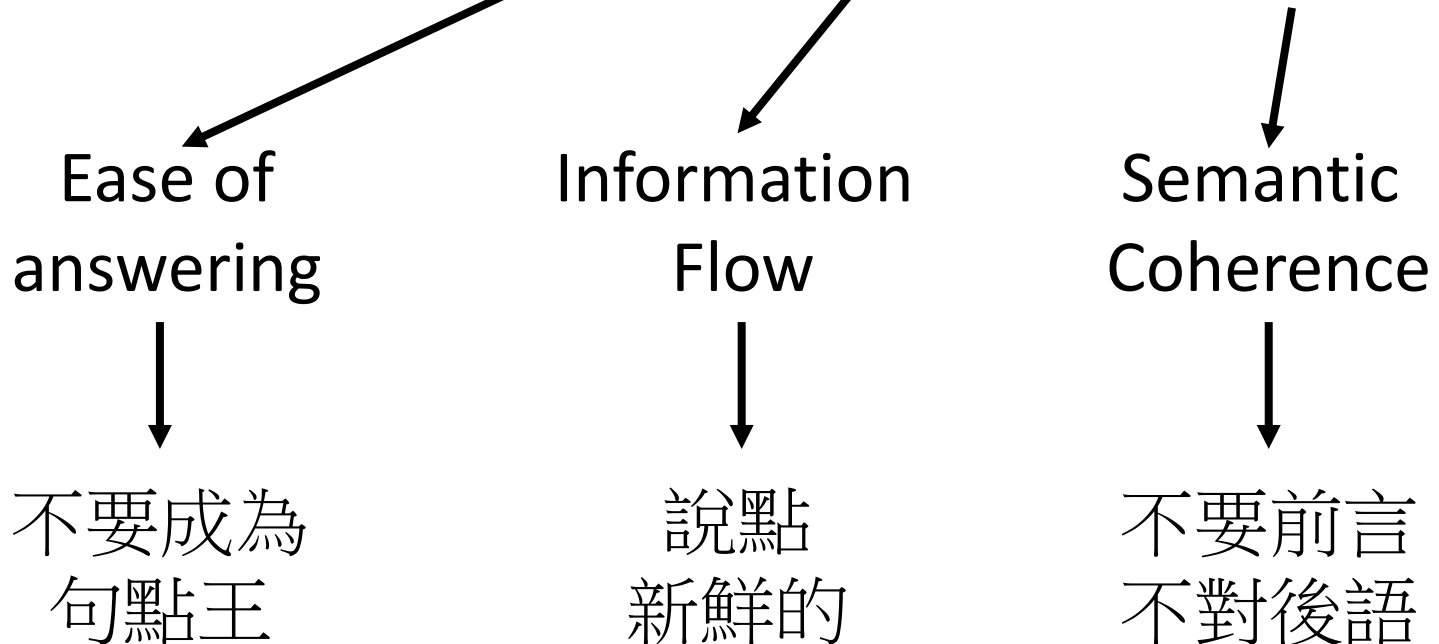 Ease of
answering
Information
Flow
Semantic
Coherence
不要成為
句點王
說點
新鮮的
不要前言
不對後語